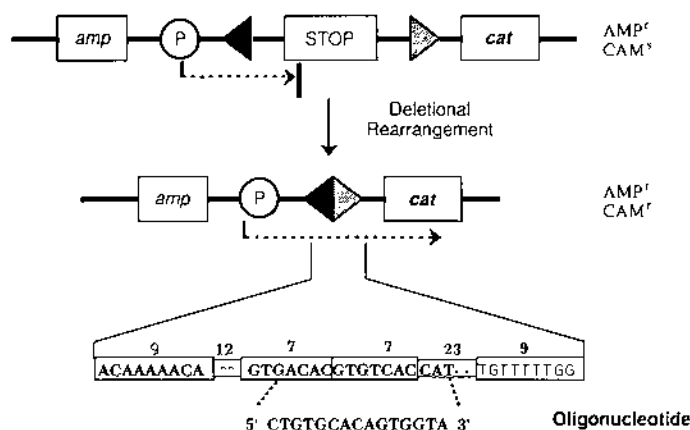 amp P STOP cat AMPʳ
CAMˢ
Deletional
Rearrangement
amp P cat AMPʳ
CAMʳ
9 12 7 7 23 9
ACAAAAACA ~~ GTGACAC GTGTCAC CAT.. TGTTTTTGG
5' CTGTGCACAGTGGTA 3' Oligonucleotide